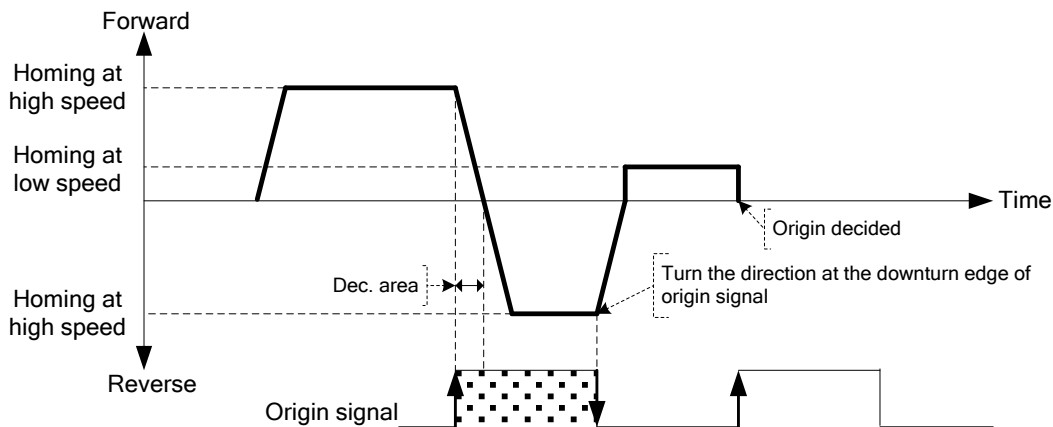 Forward
Homing at
high speed
Homing at
low speed
Time
Origin decided
Dec. area
Turn the direction at the downturn edge of
origin signal
Homing at
high speed
Reverse
Origin signal